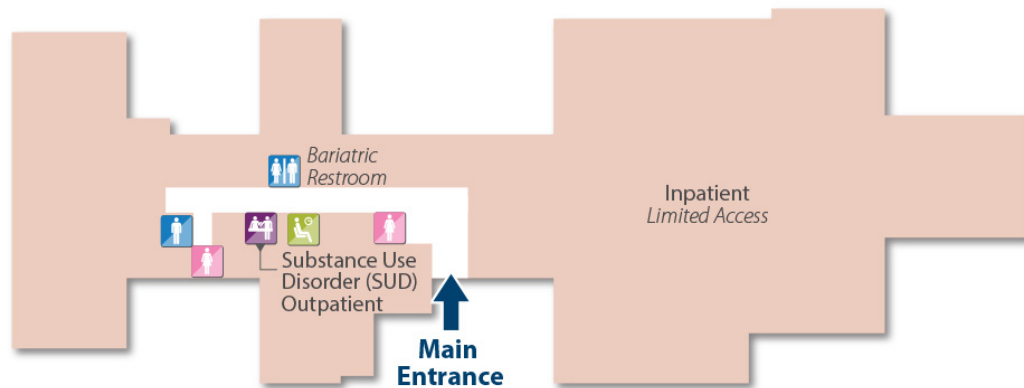 Bariatric
Restroom
Inpatient
Limited Access
Substance Use
Disorder (SUD)
Outpatient
Main
Entrance